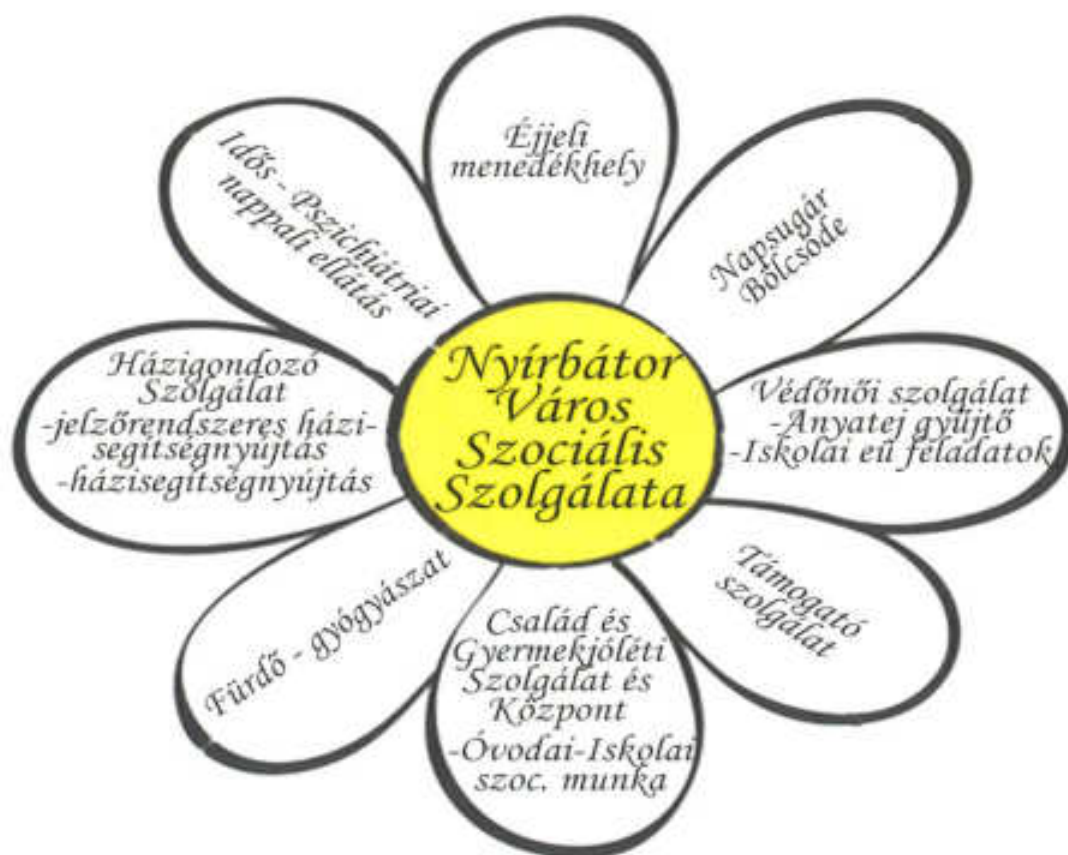 Éjjeli
menedékhely
Napsugár
Bölcsöde
Védőnői szolgálat
-Anyatej gyűjtő
-Iskolai eü feladatok
Támogató
szolgálat
Család és
Gyermekjóléti
Szolgálat és
Központ
-Óvodai-Iskolai
szoc. munka
Fürdő - gyógyászat
Házigondozó
Szolgálat
-jelzőrendszeres házi-
segítségnyújtás
-házisegítségnyújtás
Idős - Pszichiátriai
nappali ellátás
Nyírbátor
Város
Szociális
Szolgálata